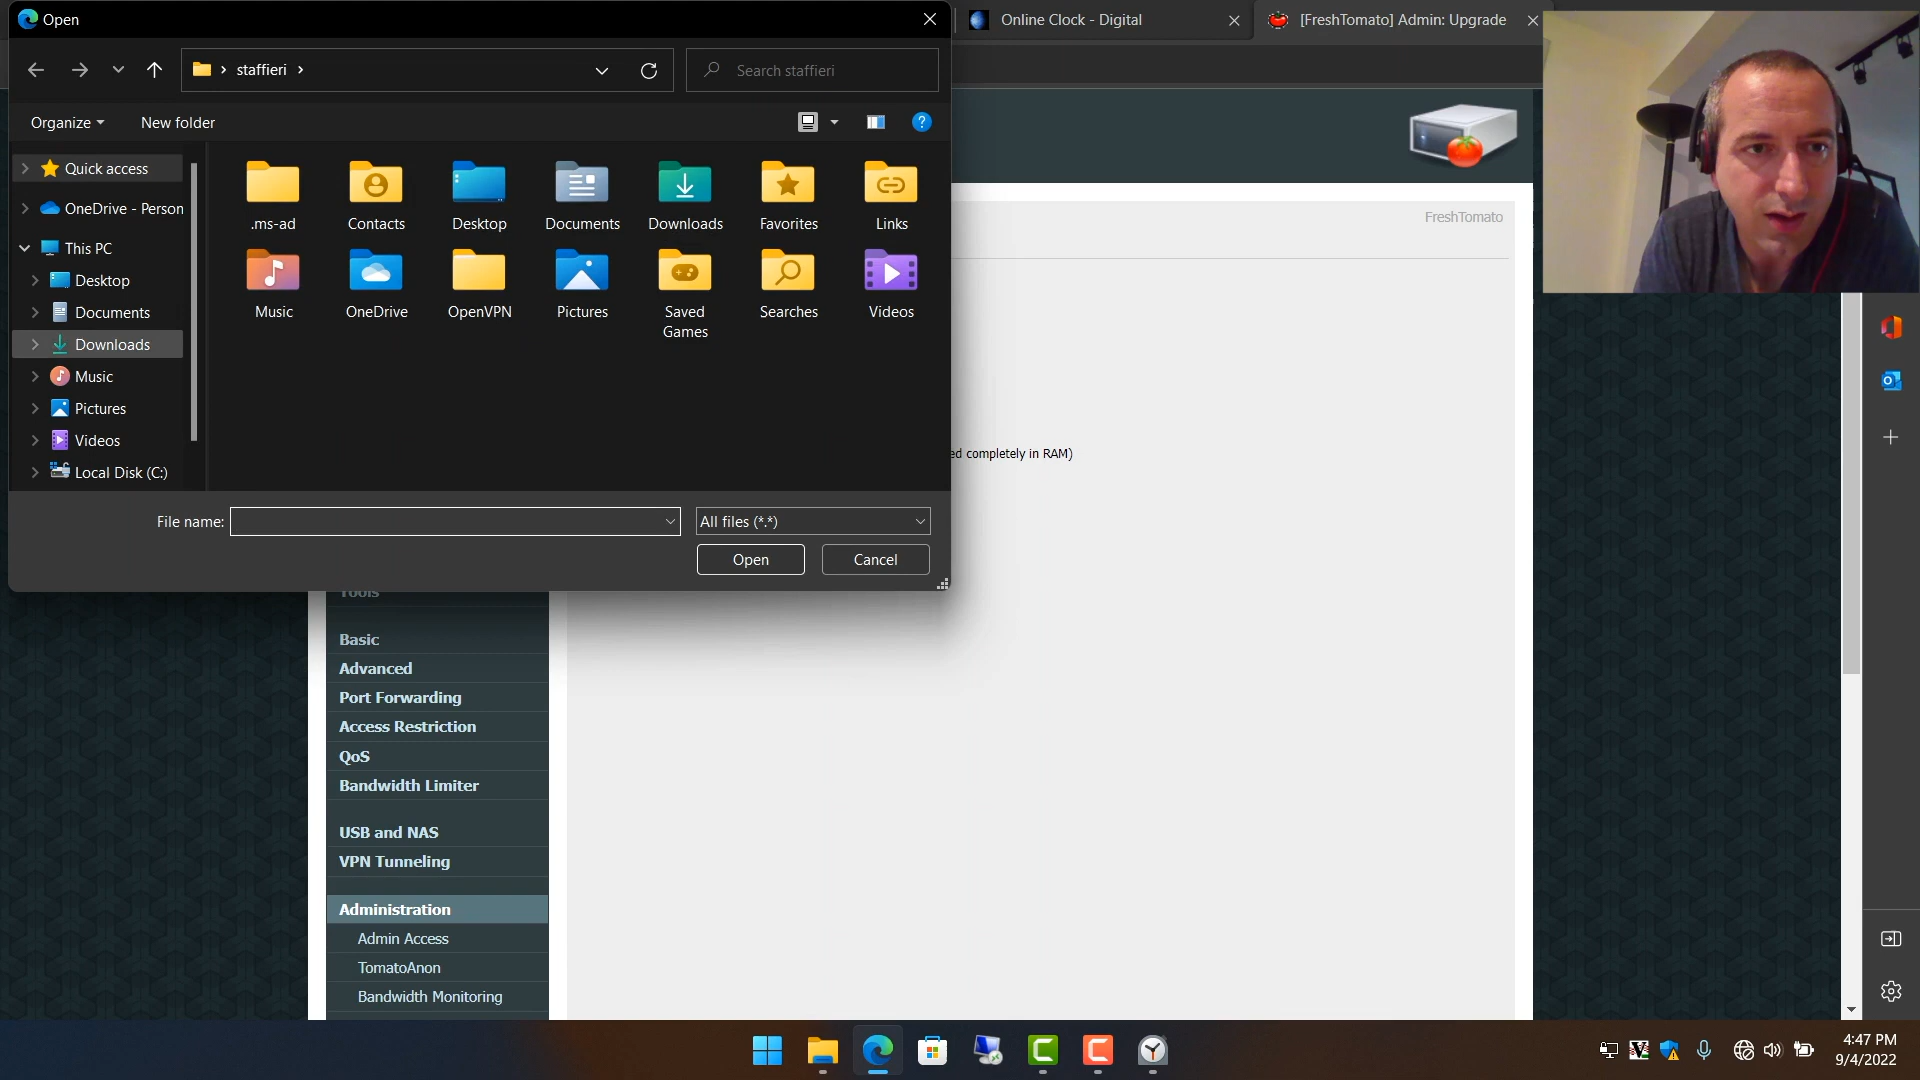 Open
Online Clock - Digital
[FreshTomato] Admin: Upgrade
staffieri
Search staffieri
Organize
New folder
Quick access
OneDrive - Person
This PC
Desktop
Documents
Downloads
Music
Pictures
Videos
Local Disk (C:)
.ms-ad
Contacts
Desktop
Documents
Downloads
Favorites
Links
Music
OneDrive
OpenVPN
Pictures
Saved
Games
Searches
Videos
File name:
All files (*.*)
Open
Cancel
FreshTomato
ed completely in RAM)
Tools
Basic
Advanced
Port Forwarding
Access Restriction
QoS
Bandwidth Limiter
USB and NAS
VPN Tunneling
Administration
Admin Access
TomatoAnon
Bandwidth Monitoring
4:47 PM
9/4/2022